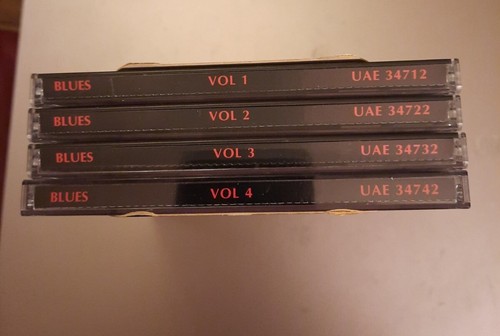 BLUES VOL 1 UAE 34712
BLUES VOL 2 UAE 34722
BLUES VOL 3 UAE 34732
BLUES VOL 4 UAE 34742